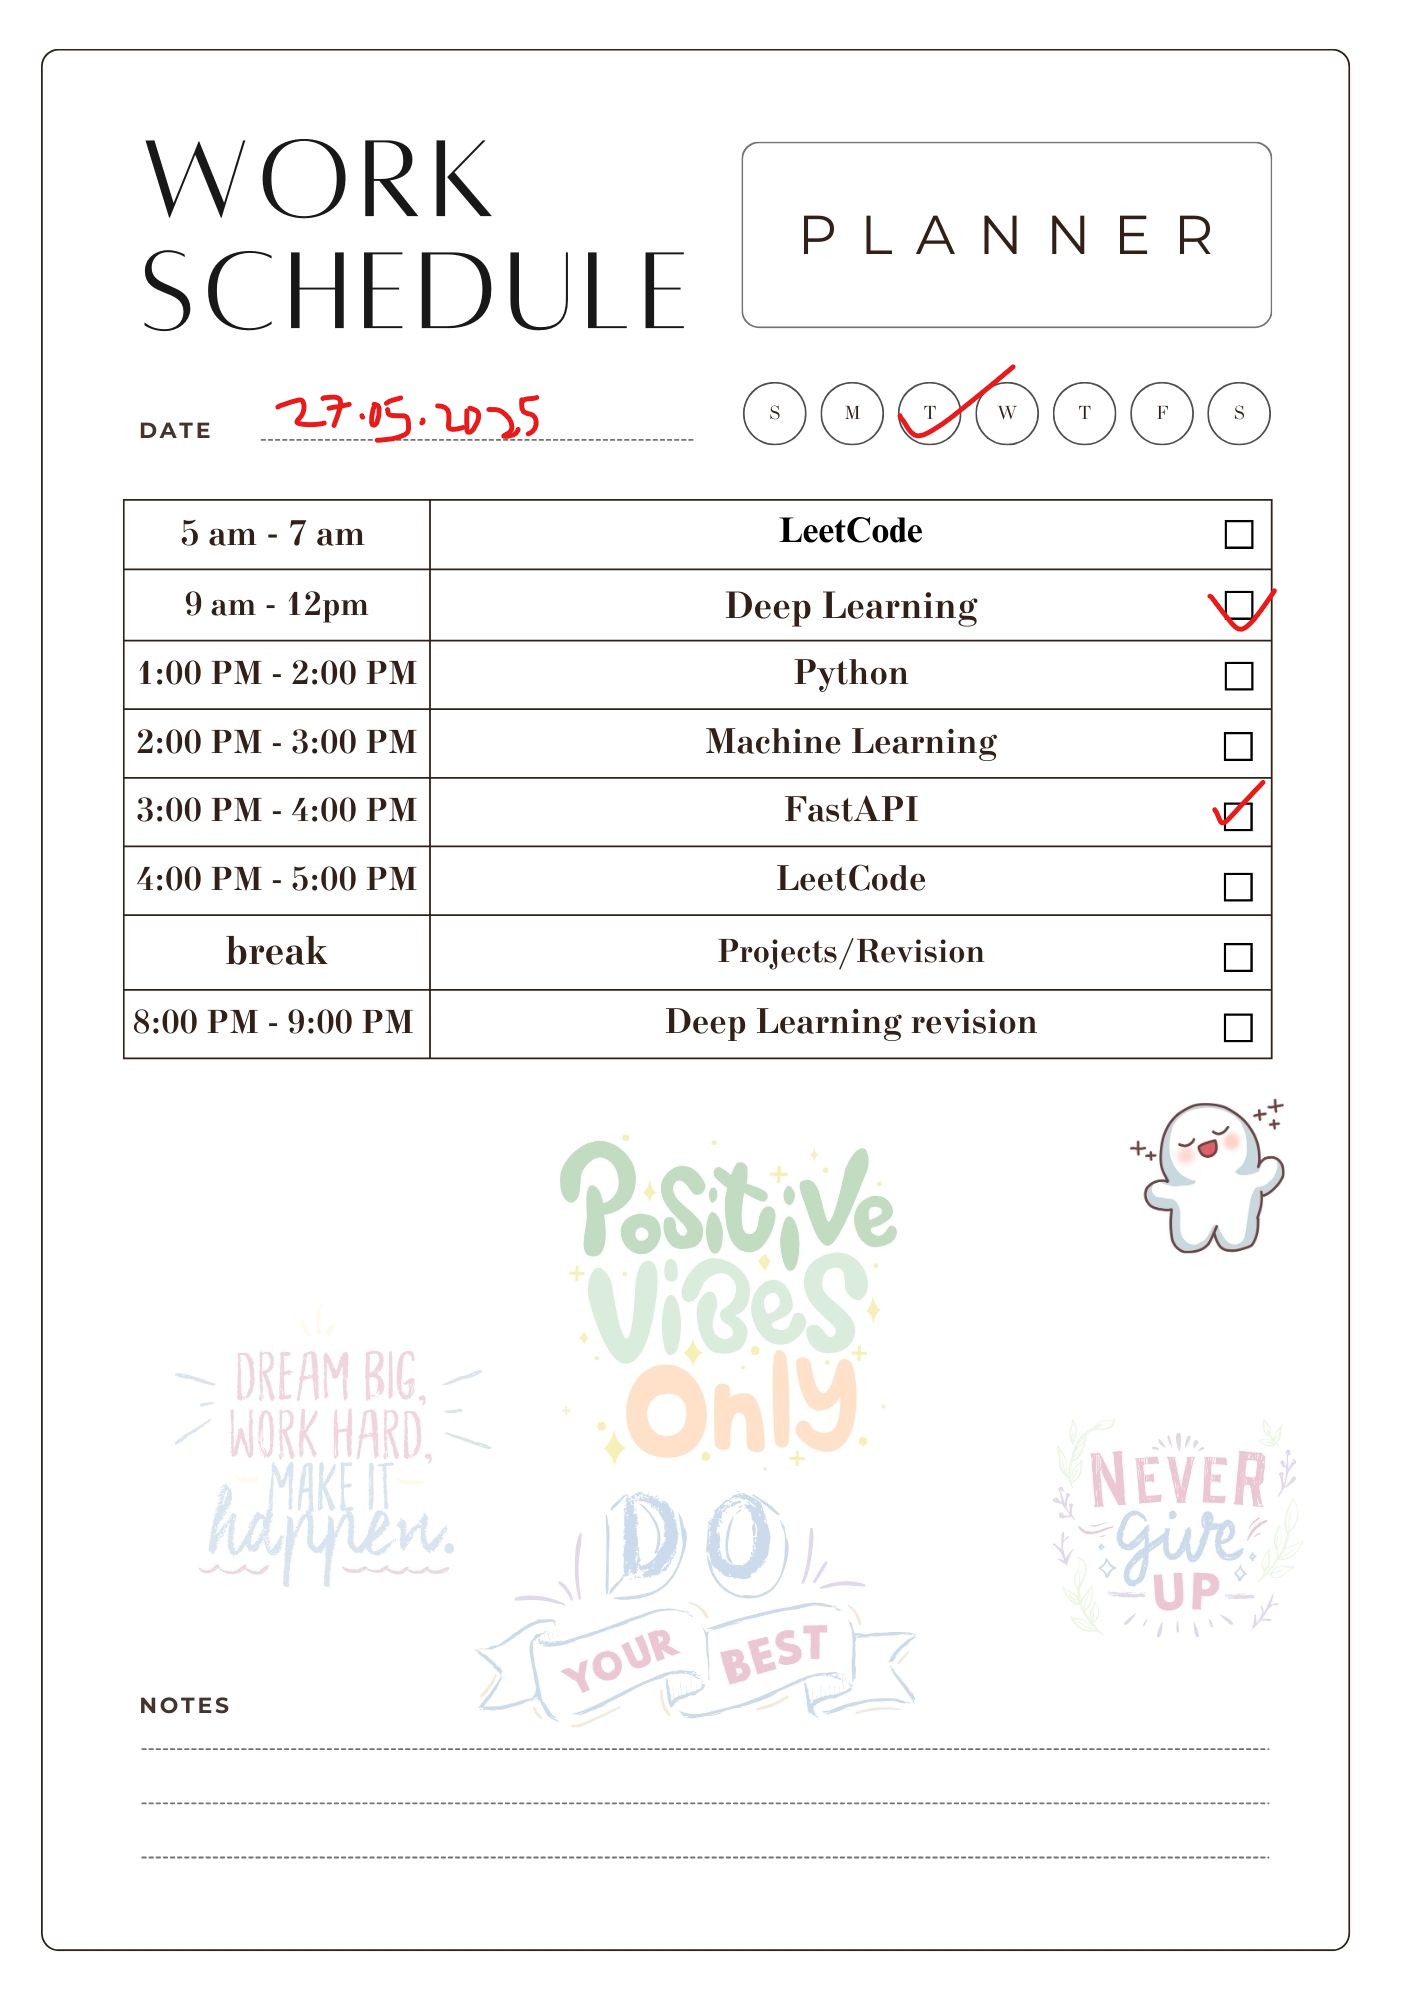 WORK
SCHEDULE
PLANNER
DATE 27.05.2025
S M T W T F S
5 am - 7 am LeetCode
9 am - 12pm Deep Learning
1:00 PM - 2:00 PM Python
2:00 PM - 3:00 PM Machine Learning
3:00 PM - 4:00 PM FastAPI
4:00 PM - 5:00 PM LeetCode
break Projects/Revision
8:00 PM - 9:00 PM Deep Learning revision
Positive
ViBes
Only
DREAM BIG,
WORK HARD,
MAKE IT
happen.
NEVER
give
UP
DO
YOUR BEST
NOTES